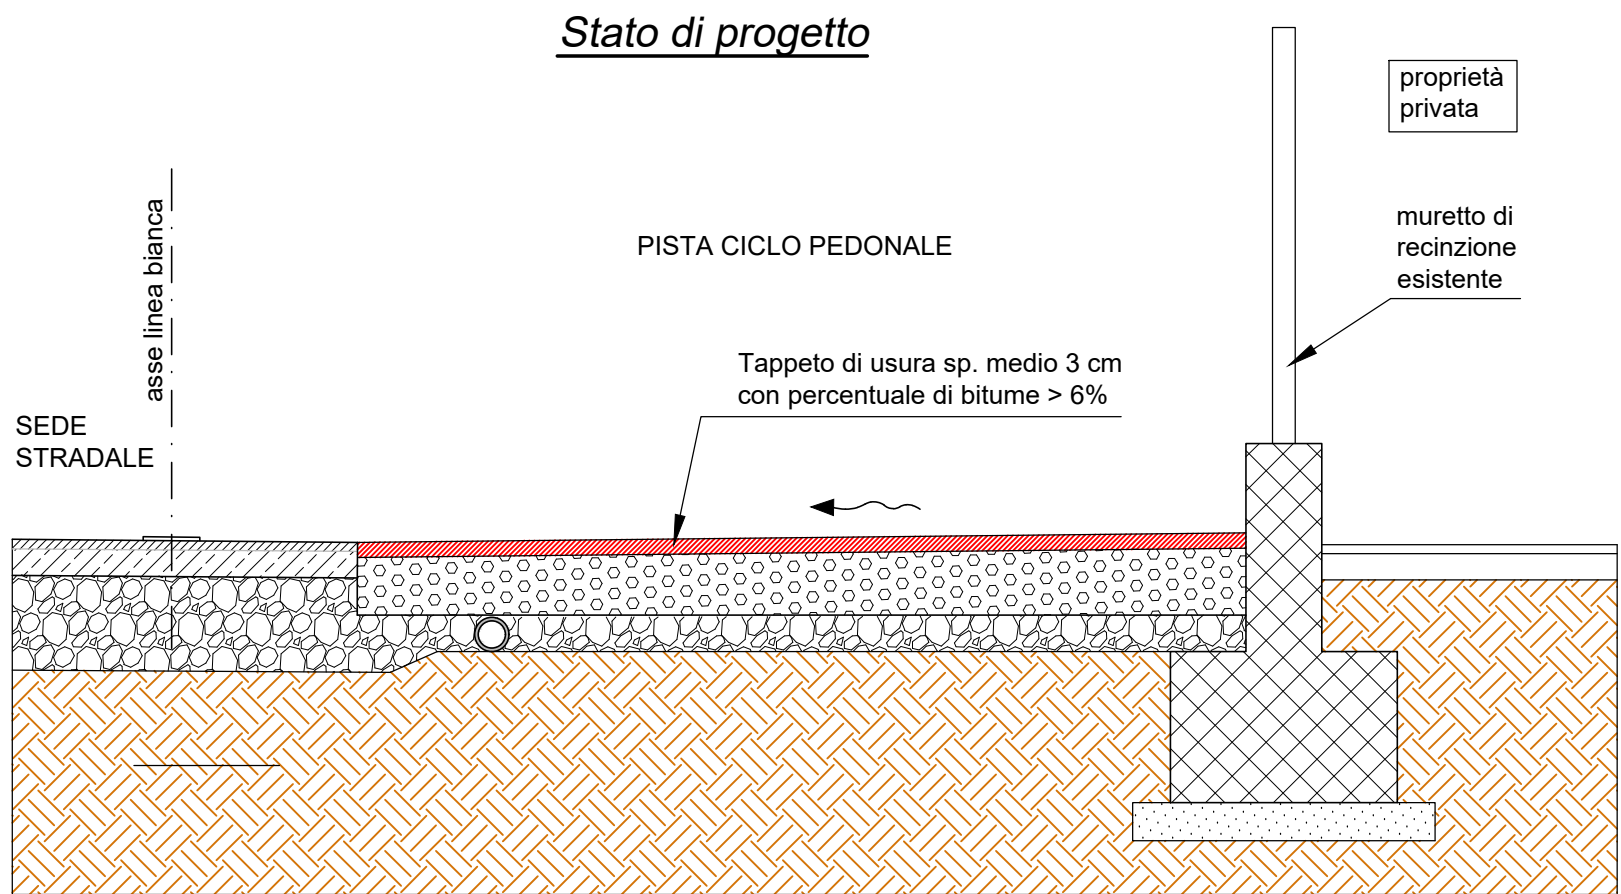 Stato di progetto
proprietà
privata
asse linea bianca
PISTA CICLO PEDONALE
muretto di
recinzione
esistente
Tappeto di usura sp. medio 3 cm
con percentuale di bitume > 6%
SEDE
STRADALE